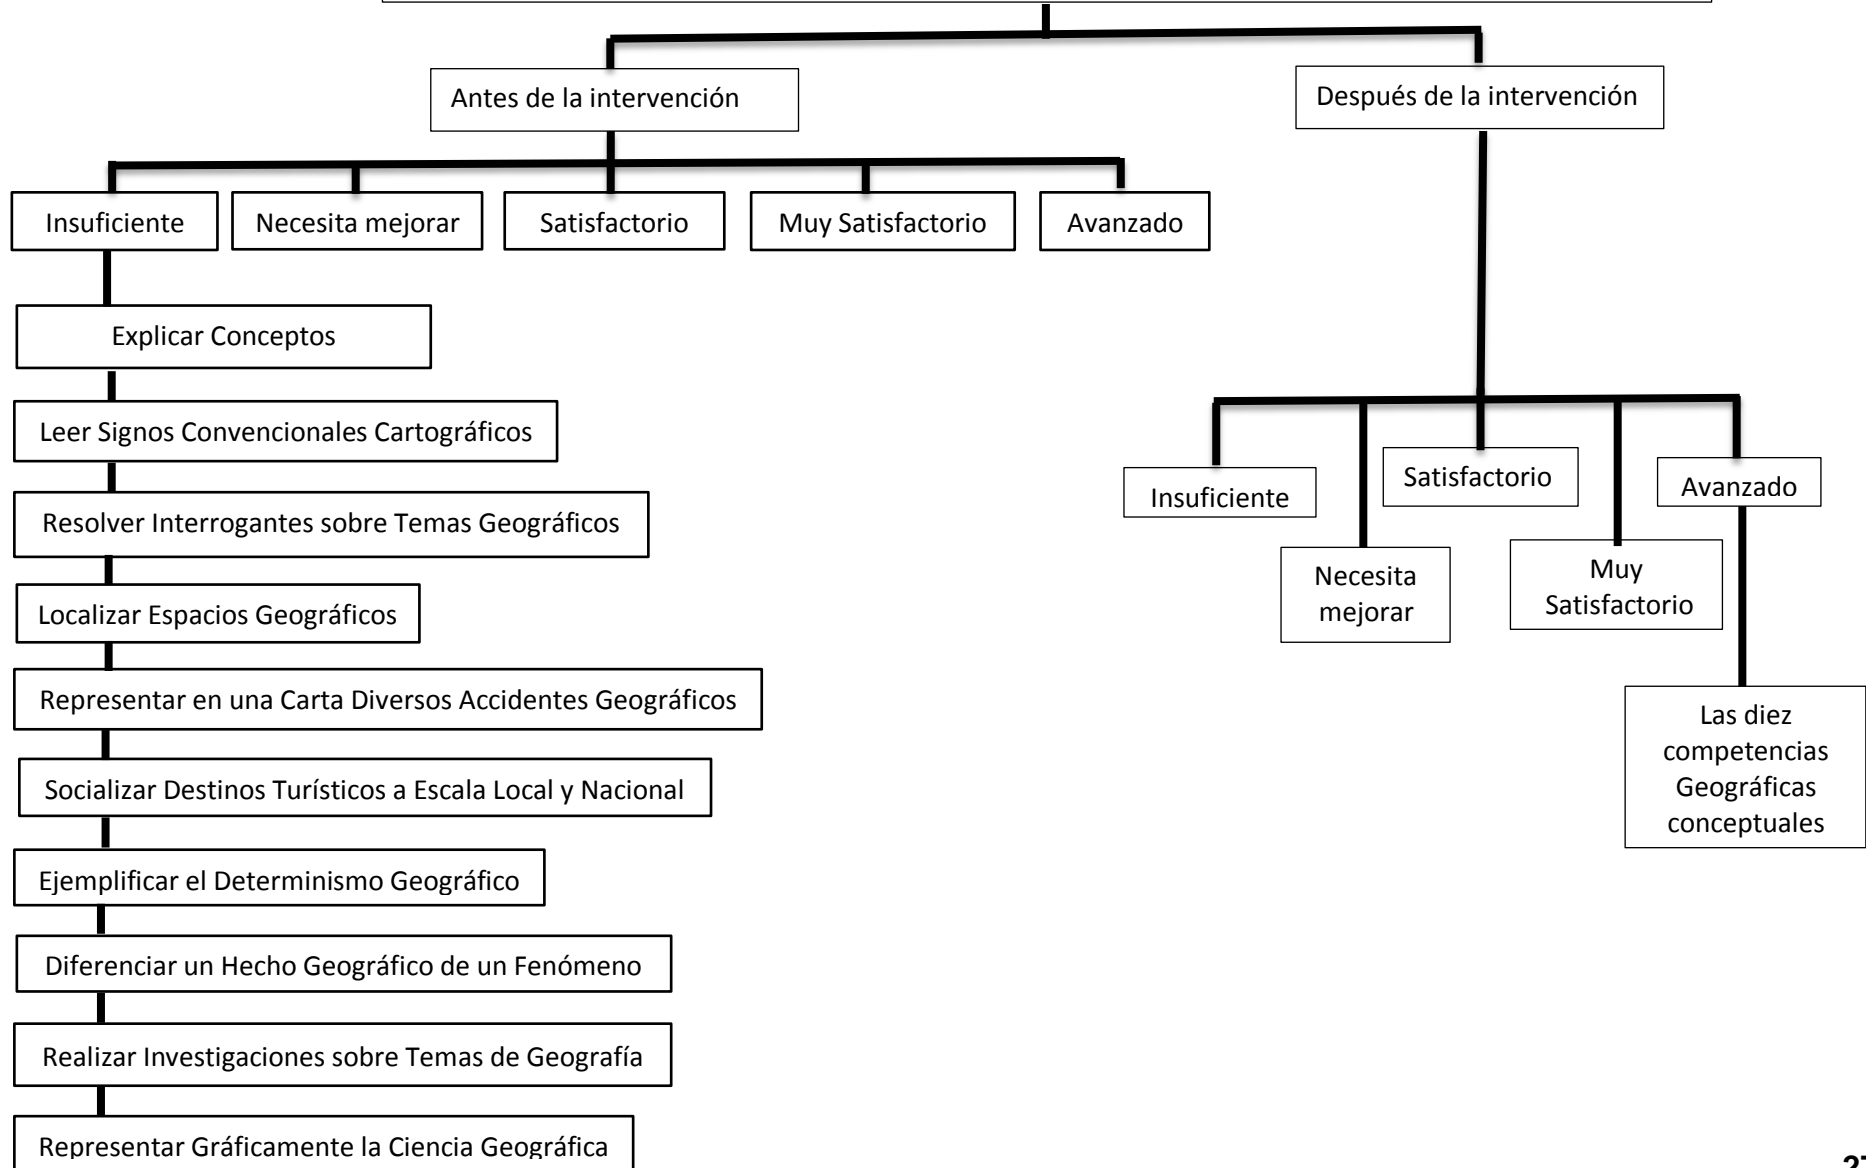 Antes de la intervención
Después de la intervención
Insuficiente
Necesita mejorar
Satisfactorio
Muy Satisfactorio
Avanzado
Explicar Conceptos
Leer Signos Convencionales Cartográficos
Resolver Interrogantes sobre Temas Geográficos
Localizar Espacios Geográficos
Representar en una Carta Diversos Accidentes Geográficos
Socializar Destinos Turísticos a Escala Local y Nacional
Ejemplificar el Determinismo Geográfico
Diferenciar un Hecho Geográfico de un Fenómeno
Realizar Investigaciones sobre Temas de Geografía
Representar Gráficamente la Ciencia Geográfica
Insuficiente
Necesita
mejorar
Satisfactorio
Muy
Satisfactorio
Avanzado
Las diez
competencias
Geográficas
conceptuales